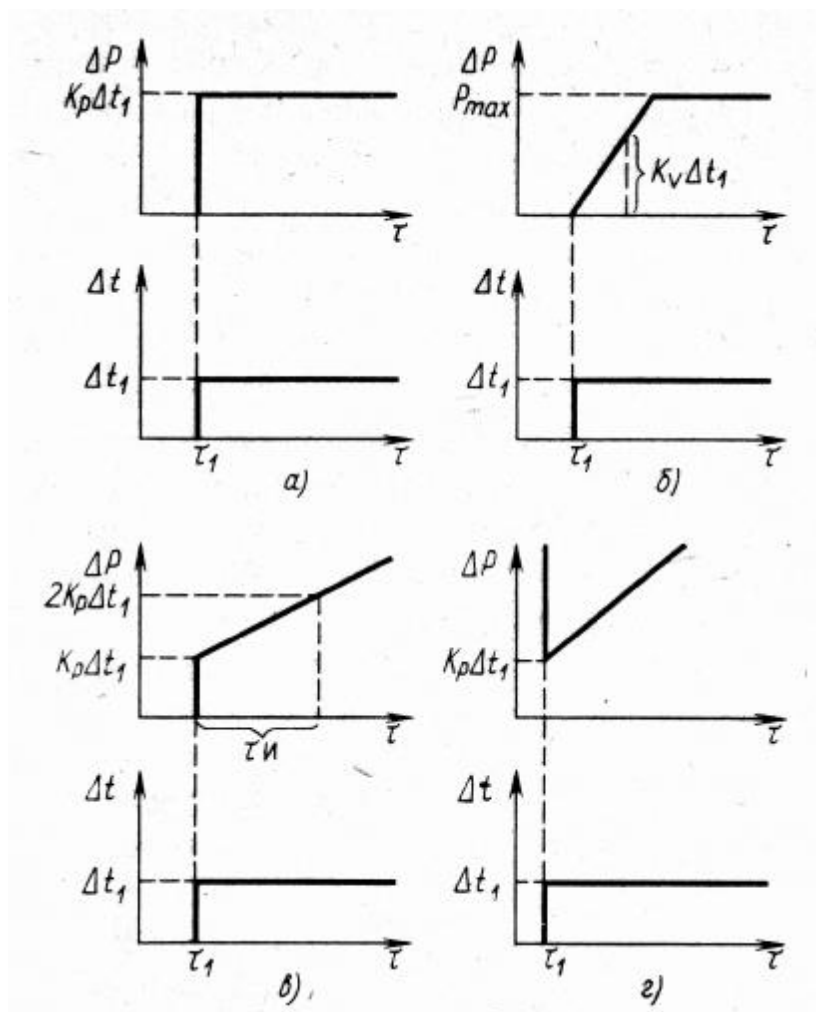 ΔP
KpΔt₁
τ
Δt
Δt₁
τ₁
τ
а)
ΔP
Pmax
KvΔt₁
τ
Δt
Δt₁
τ₁
τ
б)
ΔP
2KpΔt₁
KpΔt₁
τи
τ
Δt
Δt₁
τ₁
τ
в)
ΔP
KpΔt₁
τ
Δt
Δt₁
τ₁
τ
г)